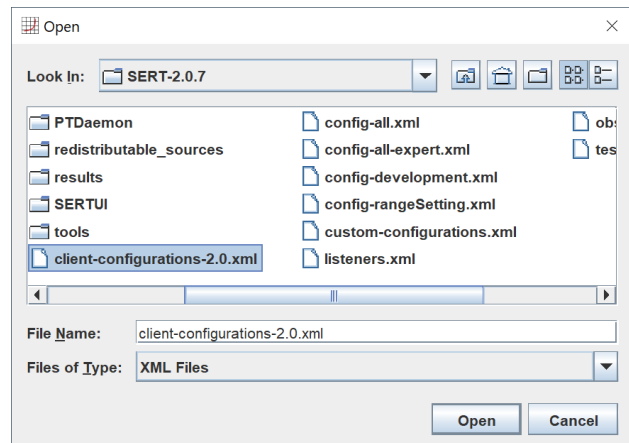 Open
Look In: SERT-2.0.7
PTDaemon
redistributable_sources
results
SERTUI
tools
client-configurations-2.0.xml
config-all.xml
config-all-expert.xml
config-development.xml
config-rangeSetting.xml
custom-configurations.xml
listeners.xml
obs
tes
File Name: client-configurations-2.0.xml
Files of Type: XML Files
Open Cancel